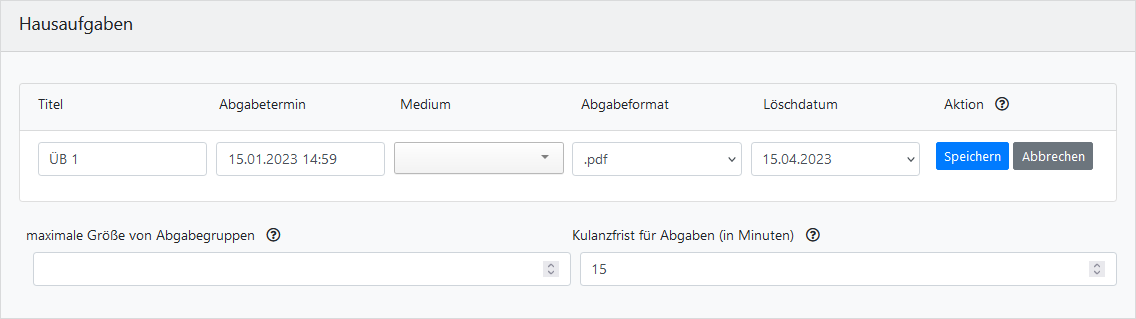 Hausaufgaben
Titel Abgabetermin Medium Abgabeformat Löschdatum Aktion ?
ÜB 1 15.01.2023 14:59 .pdf 15.04.2023 Speichern Abbrechen
maximale Größe von Abgabegruppen ? Kulanzfrist für Abgaben (in Minuten) ?
15